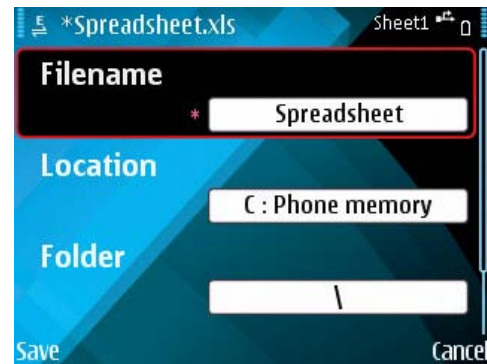 *Spreadsheet.xls Sheet1
Filename
* Spreadsheet
Location
C : Phone memory
Folder
\
Save Cancel